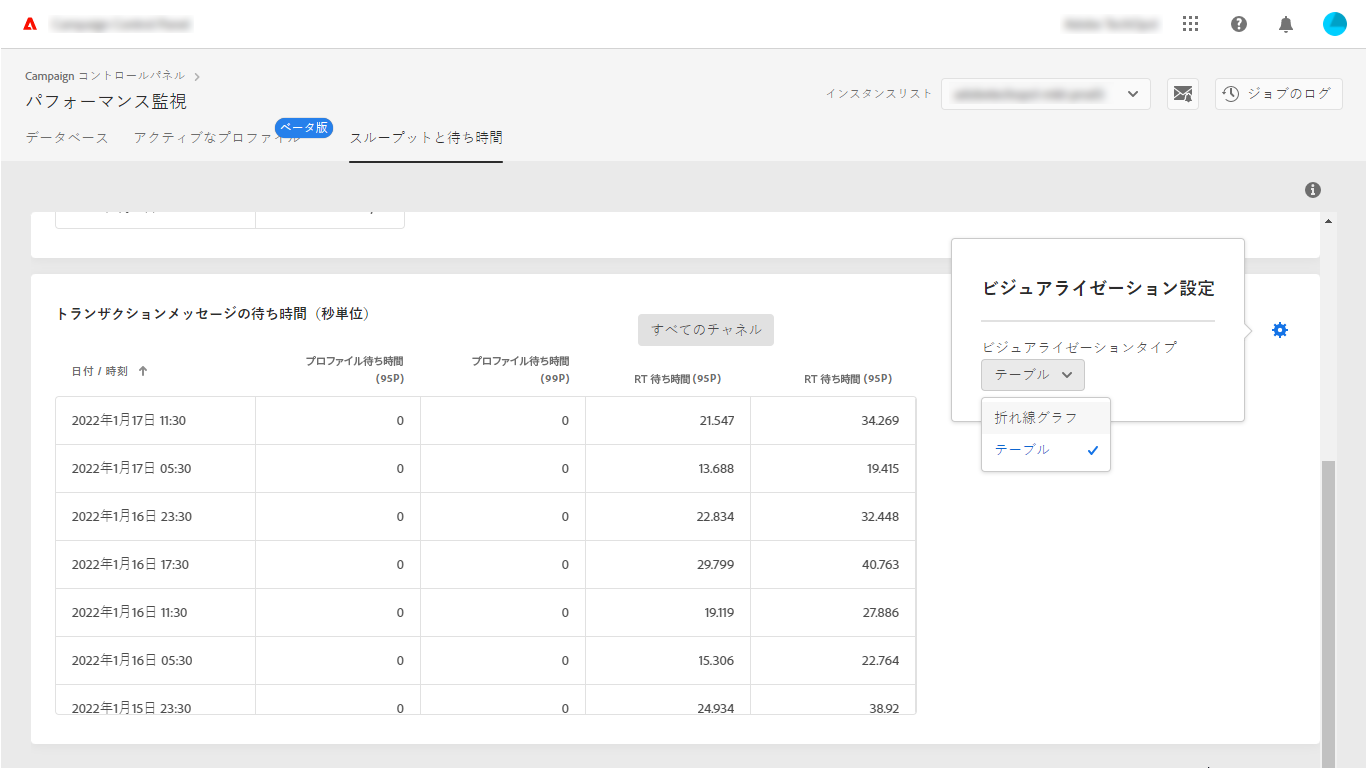 Campaign コントロールパネル
パフォーマンス監視
インスタンスリスト
ジョブのログ
データベース
アクティブなプロファイル
ベータ版
スループットと待ち時間
トランザクションメッセージの待ち時間（秒単位）
すべてのチャネル
日付 / 時刻
プロファイル待ち時間
(95P)
プロファイル待ち時間
(99P)
RT 待ち時間 (95P)
RT 待ち時間 (95P)
2022年1月17日 11:30 0 0 21.547 34.269
2022年1月17日 05:30 0 0 13.688 19.415
2022年1月16日 23:30 0 0 22.834 32.448
2022年1月16日 17:30 0 0 29.799 40.763
2022年1月16日 11:30 0 0 19.119 27.886
2022年1月16日 05:30 0 0 15.306 22.764
2022年1月15日 23:30 0 0 24.934 38.92
ビジュアライゼーション設定
ビジュアライゼーションタイプ
テーブル
折れ線グラフ
テーブル